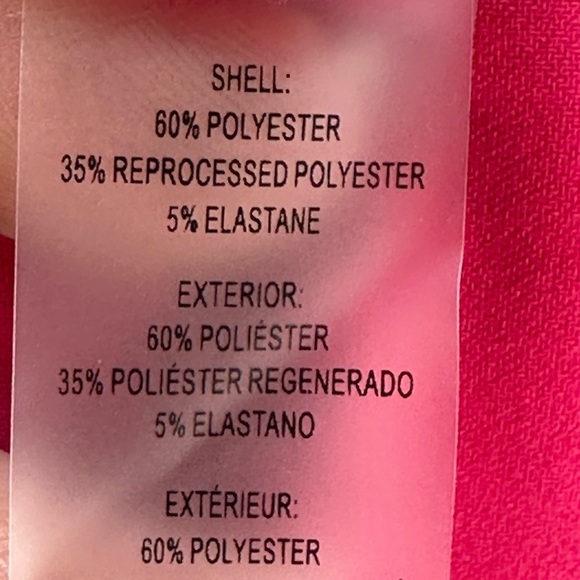 SHELL:
60% POLYESTER
35% REPROCESSED POLYESTER
5% ELASTANE
EXTERIOR:
60% POLIÉSTER
35% POLIÉSTER REGENERADO
5% ELASTANO
EXTÉRIEUR:
60% POLYESTER